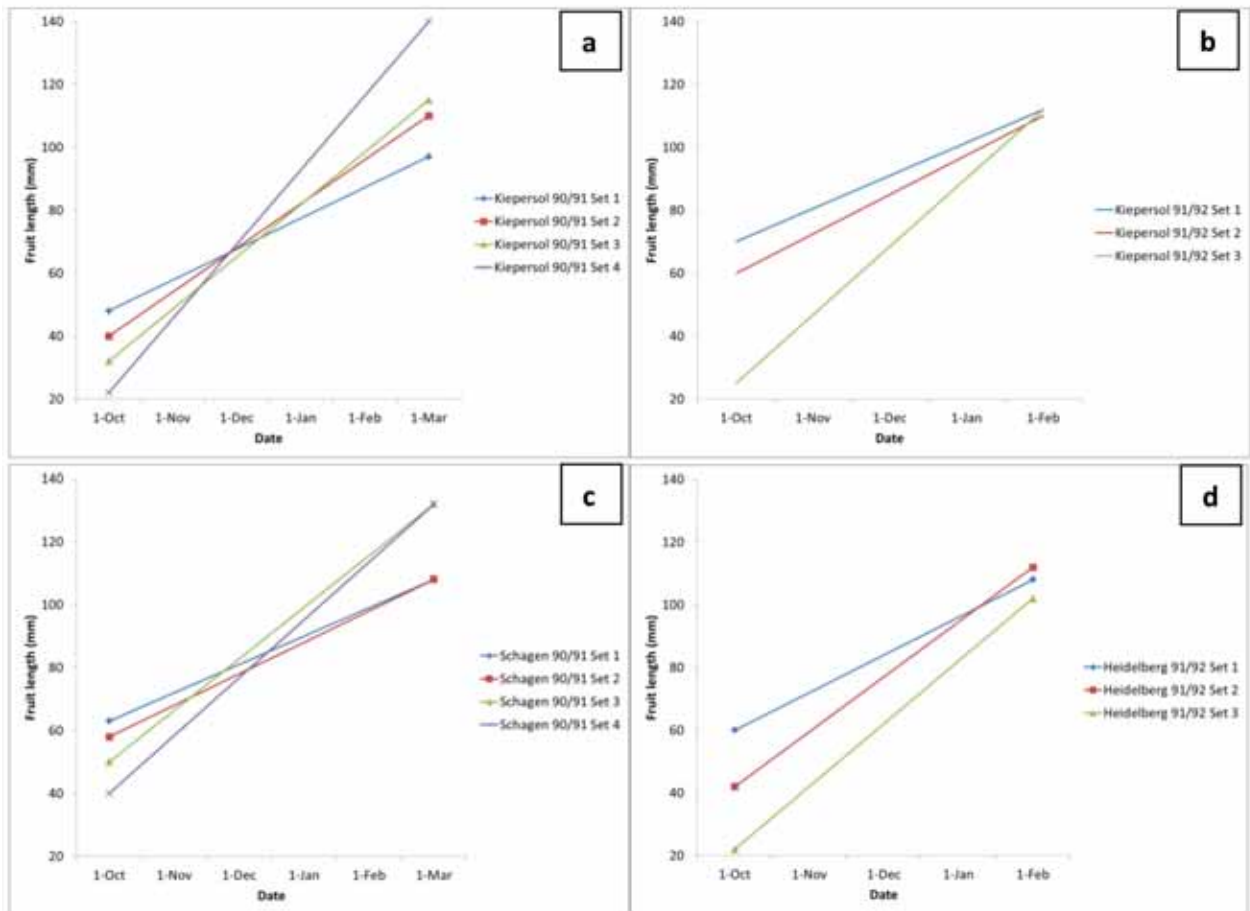 a
140
120
100
80
60
40
20
Fruit length (mm)
Kiepersol 90/91 Set 1
Kiepersol 90/91 Set 2
Kiepersol 90/91 Set 3
Kiepersol 90/91 Set 4
1-Oct 1-Nov 1-Dec 1-Jan 1-Feb 1-Mar
Date
b
140
120
100
80
60
40
20
Fruit length (mm)
Kiepersol 91/92 Set 1
Kiepersol 91/92 Set 2
Kiepersol 91/92 Set 3
1-Oct 1-Nov 1-Dec 1-Jan 1-Feb
Date
c
140
120
100
80
60
40
20
Fruit length (mm)
Schagen 90/91 Set 1
Schagen 90/91 Set 2
Schagen 90/91 Set 3
Schagen 90/91 Set 4
1-Oct 1-Nov 1-Dec 1-Jan 1-Feb 1-Mar
Date
d
140
120
100
80
60
40
20
Fruit length (mm)
Heidelberg 91/92 Set 1
Heidelberg 91/92 Set 2
Heidelberg 91/92 Set 3
1-Oct 1-Nov 1-Dec 1-Jan 1-Feb
Date